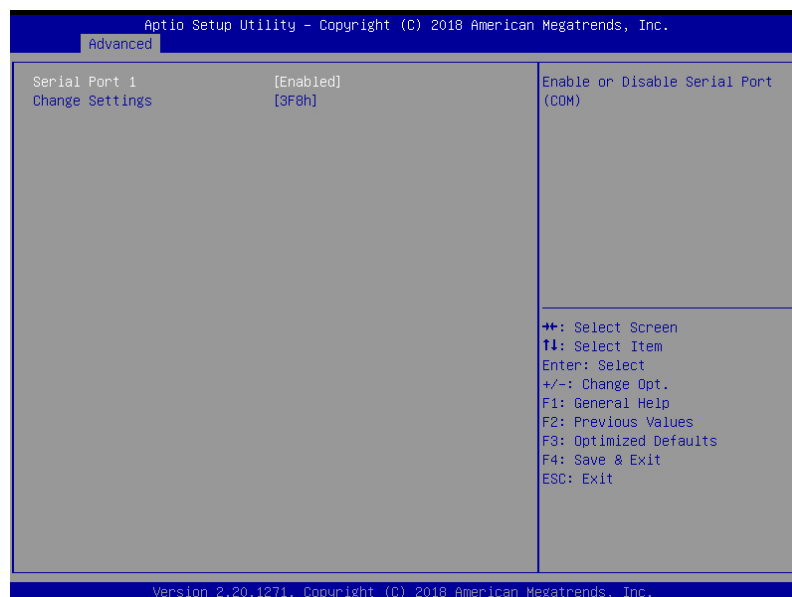 Aptio Setup Utility – Copyright (C) 2018 American Megatrends, Inc.
Advanced
Serial Port 1 [Enabled]
Change Settings [3F8h]
Enable or Disable Serial Port
(COM)
→←: Select Screen
↑↓: Select Item
Enter: Select
+/-: Change Opt.
F1: General Help
F2: Previous Values
F3: Optimized Defaults
F4: Save & Exit
ESC: Exit
Version 2.20.1271. Copyright (C) 2018 American Megatrends, Inc.